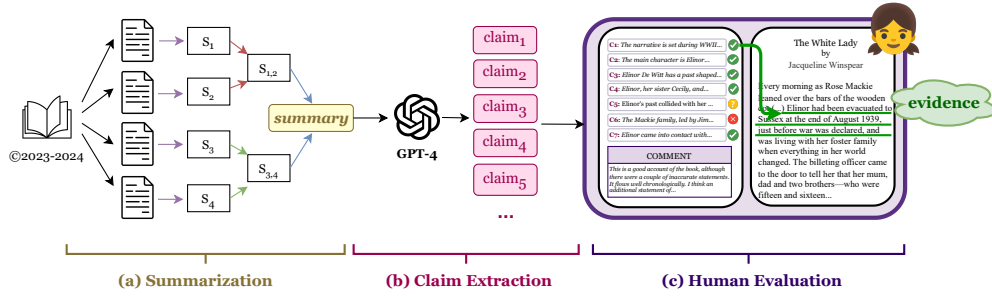 ©2023-2024
S1
S2
S3
S4
S1,2
S3,4
summary
GPT-4
claim1
claim2
claim3
claim4
claim5
...
C1: The narrative is set during WWII...
C2: The main character is Elinor...
C3: Elinor De Witt has a past shaped...
C4: Elinor, her sister Cecily, and...
C5: Elinor's past collided with her ...
C6: The Mackie family, led by Jim...
C7: Elinor came into contact with...
COMMENT
This is a good account of the book, although
there were a couple of inaccurate statements.
It flows well chronologically. I think an
additional statement of...
The White Lady
by
Jacqueline Winspear
Every morning as Rose Mackie
leaned over the bars of the wooden
cot (...) Elinor had been evacuated to
Sussex at the end of August 1939,
just before war was declared, and
was living with her foster family
when everything in her world
changed. The billeting officer came
to the door to tell her that her mum,
dad and two brothers—who were
fifteen and sixteen...
evidence
(a) Summarization
(b) Claim Extraction
(c) Human Evaluation